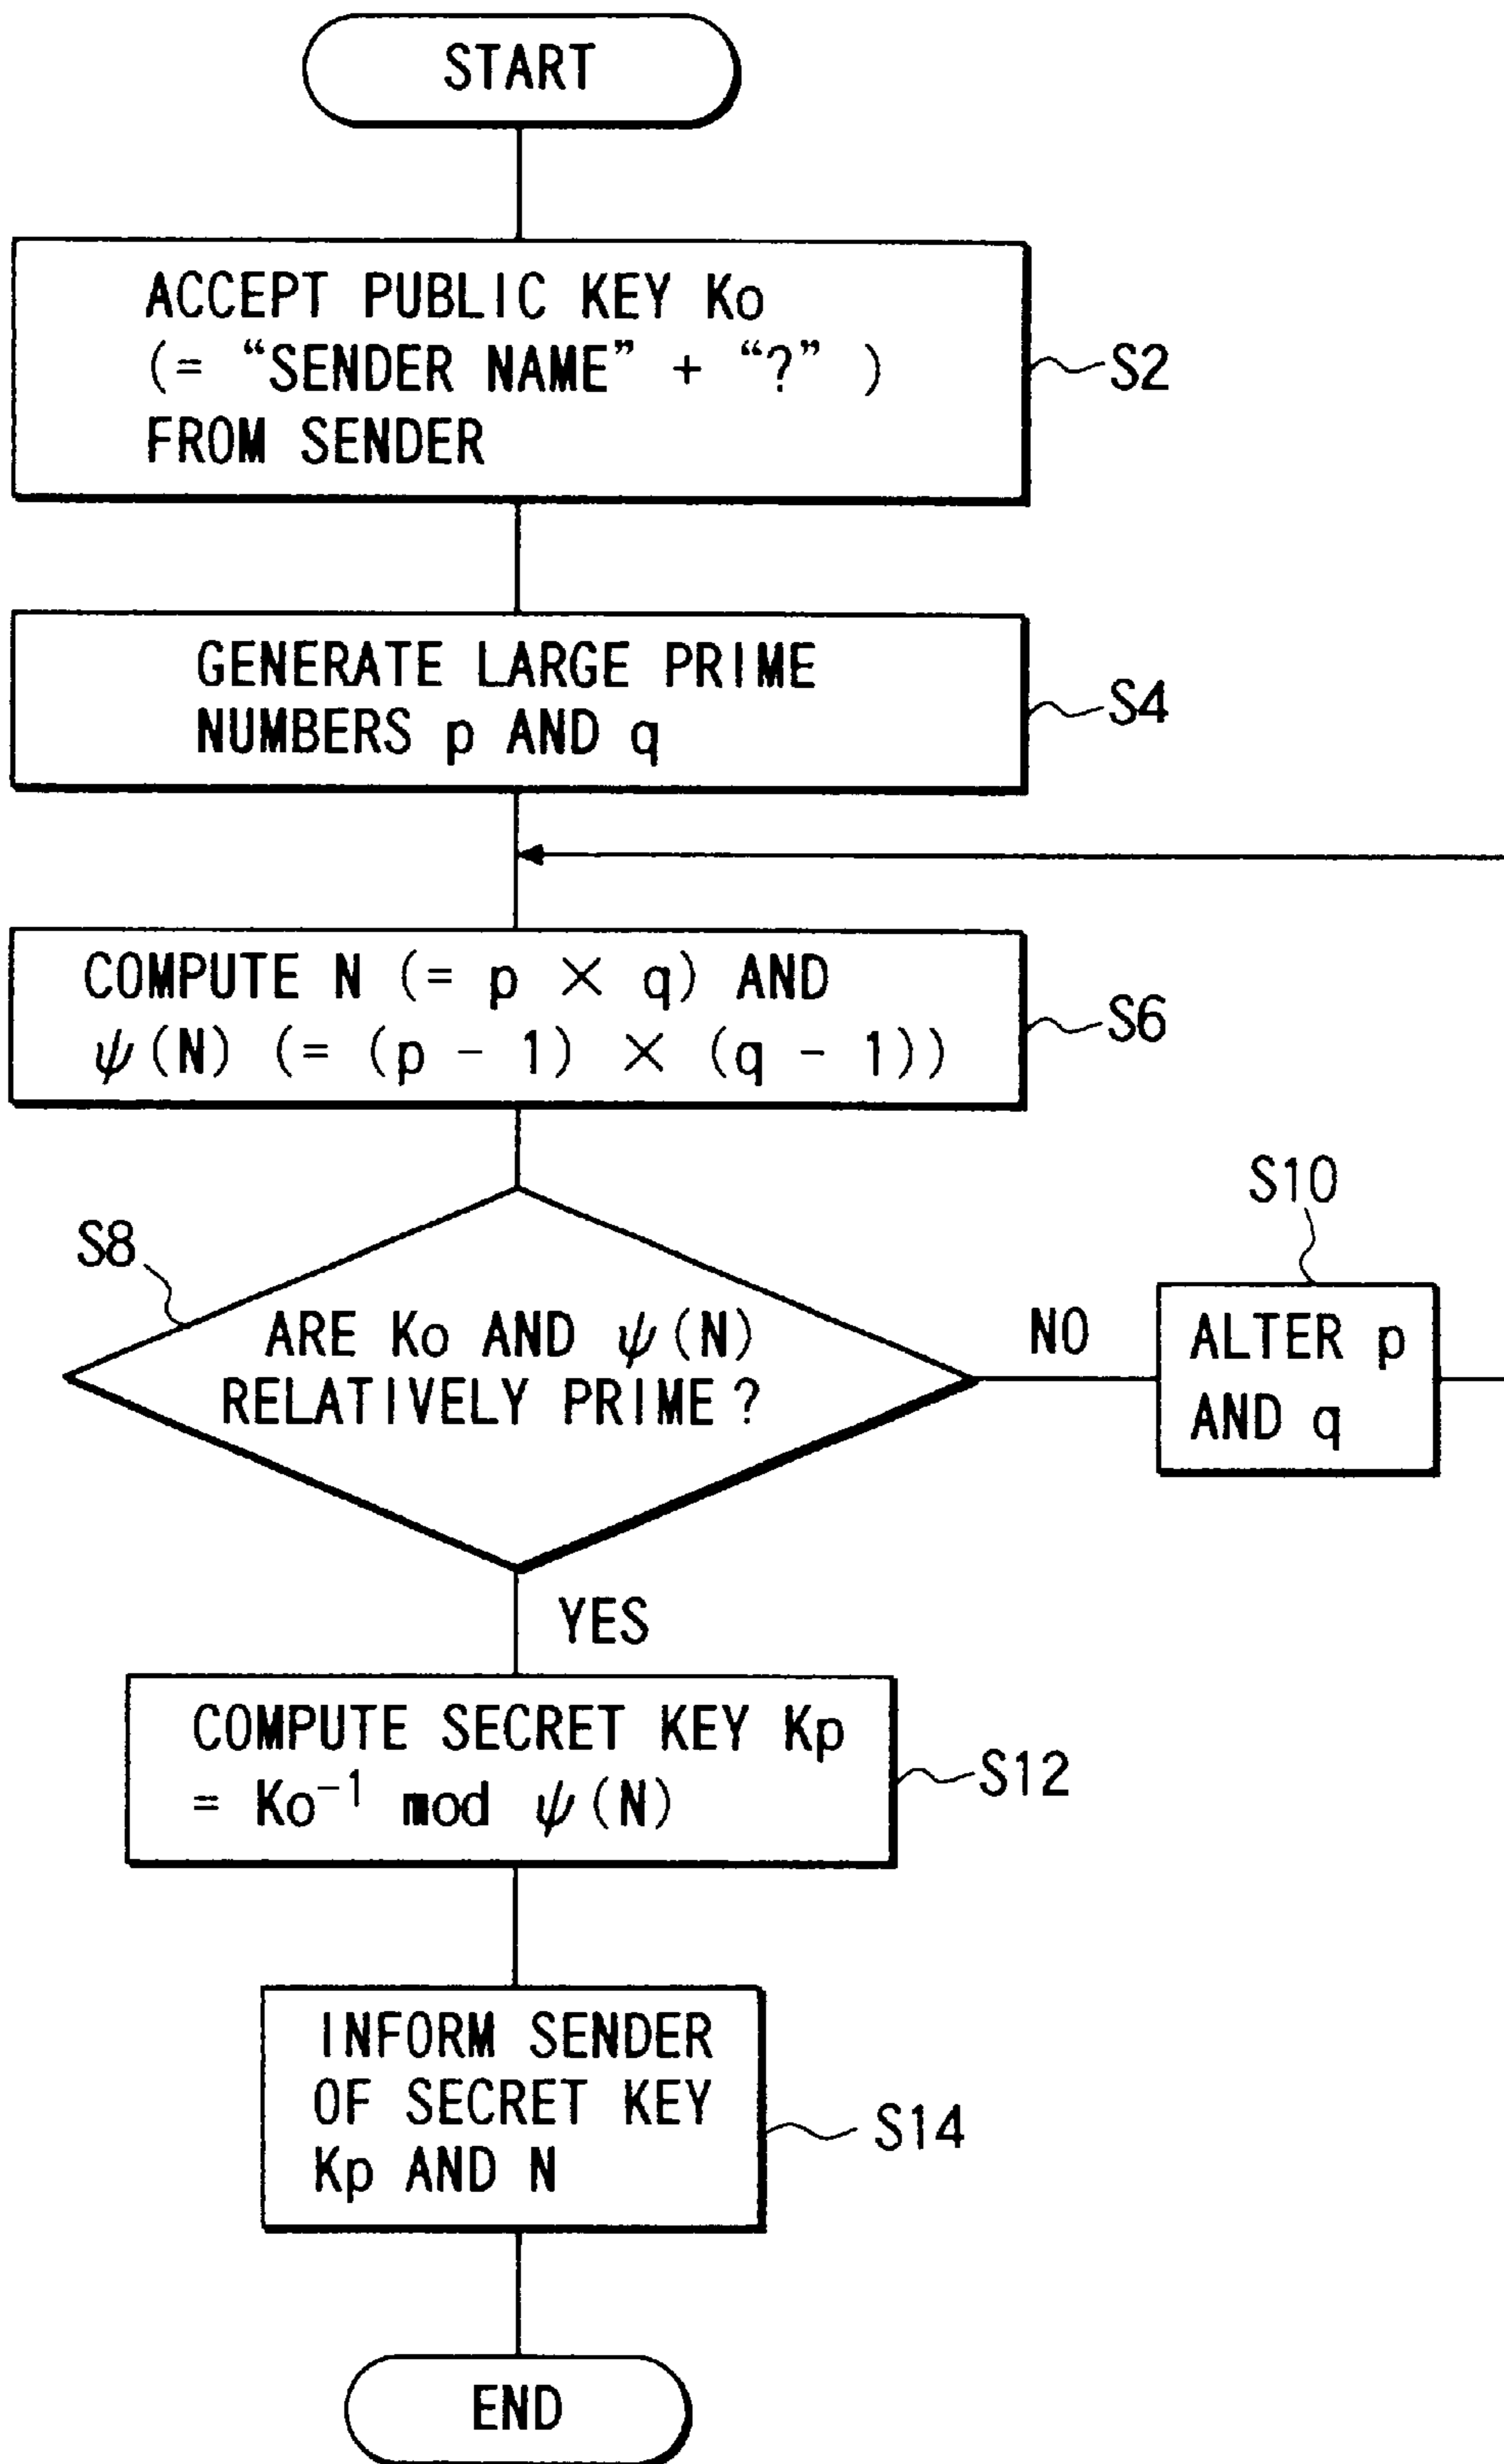 START
ACCEPT PUBLIC KEY Ko
(= “SENDER NAME” + “?” )
FROM SENDER
S2
GENERATE LARGE PRIME
NUMBERS p AND q
S4
COMPUTE N (= p × q) AND
ψ(N) (= (p - 1) × (q - 1))
S6
S8
ARE Ko AND ψ(N)
RELATIVELY PRIME?
NO
S10
ALTER p
AND q
YES
COMPUTE SECRET KEY Kp
= Ko⁻¹ mod ψ(N)
S12
INFORM SENDER
OF SECRET KEY
Kp AND N
S14
END